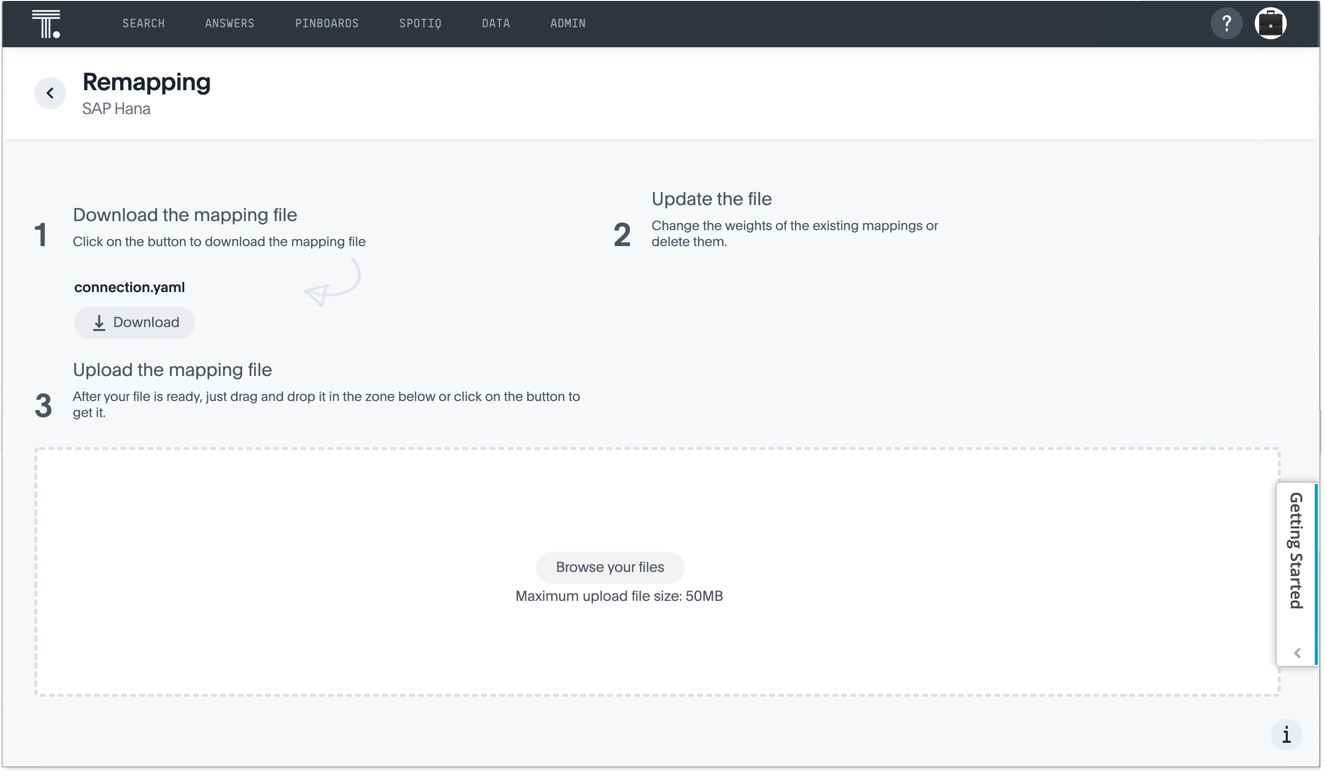 T.
SEARCH ANSWERS PINBOARDS SPOTIQ DATA ADMIN ?
Remapping
SAP Hana
1
Download the mapping file
Click on the button to download the mapping file
connection.yaml
Download
2
Update the file
Change the weights of the existing mappings or
delete them.
3
Upload the mapping file
After your file is ready, just drag and drop it in the zone below or click on the button to
get it.
Browse your files
Maximum upload file size: 50MB
Getting Started
i